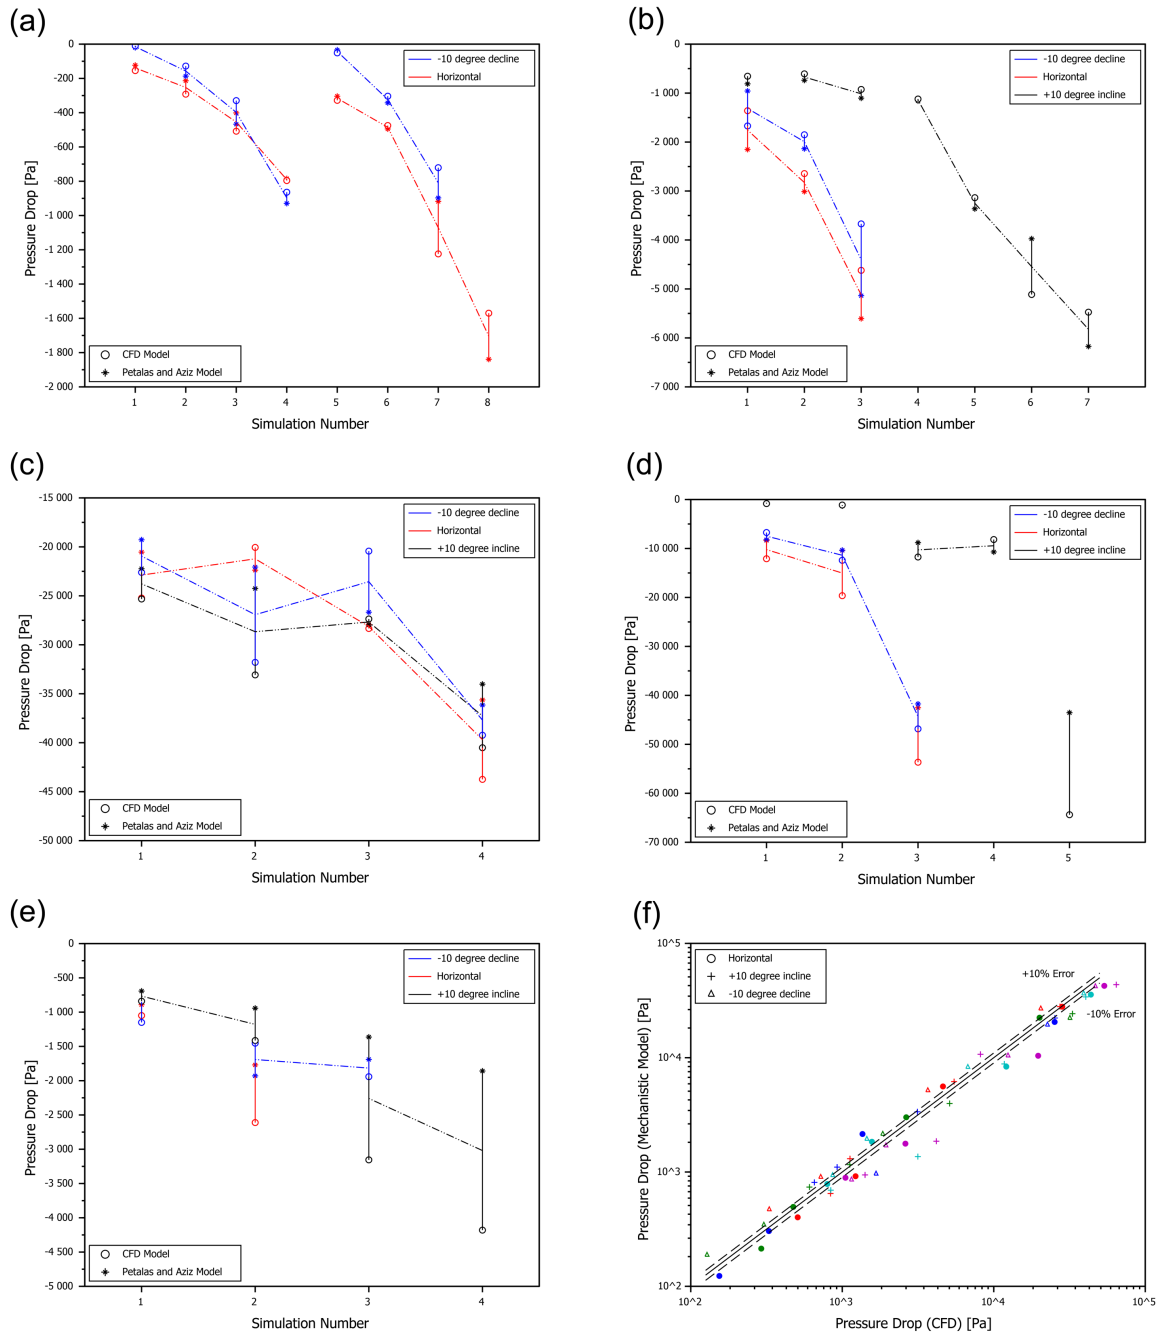 (a)
0
-200
-400
-600
-800
-1 000
-1 200
-1 400
-1 600
-1 800
-2 000
Pressure Drop [Pa]
-10 degree decline
Horizontal
CFD Model
Petalas and Aziz Model
1 2 3 4 5 6 7 8
Simulation Number
(b)
0
-1 000
-2 000
-3 000
-4 000
-5 000
-6 000
-7 000
Pressure Drop [Pa]
-10 degree decline
Horizontal
+10 degree incline
CFD Model
Petalas and Aziz Model
1 2 3 4 5 6 7
Simulation Number
(c)
-15 000
-20 000
-25 000
-30 000
-35 000
-40 000
-45 000
-50 000
Pressure Drop [Pa]
-10 degree decline
Horizontal
+10 degree incline
CFD Model
Petalas and Aziz Model
1 2 3 4
Simulation Number
(d)
0
-10 000
-20 000
-30 000
-40 000
-50 000
-60 000
-70 000
Pressure Drop [Pa]
-10 degree decline
Horizontal
+10 degree incline
CFD Model
Petalas and Aziz Model
1 2 3 4 5
Simulation Number
(e)
0
-500
-1 000
-1 500
-2 000
-2 500
-3 000
-3 500
-4 000
-4 500
-5 000
Pressure Drop [Pa]
-10 degree decline
Horizontal
+10 degree incline
CFD Model
Petalas and Aziz Model
1 2 3 4
Simulation Number
(f)
10^5
10^4
10^3
10^2
Pressure Drop (Mechanistic Model) [Pa]
Horizontal
+10 degree incline
-10 degree decline
+10% Error
-10% Error
10^2 10^3 10^4 10^5
Pressure Drop (CFD) [Pa]